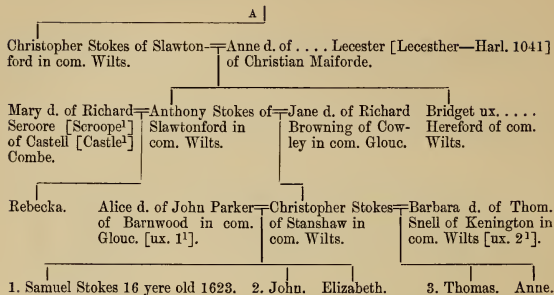 A
Christopher Stokes of Slawton-
ford in com. Wilts.
Anne d. of . . . . Lecester [Lecesther—Harl. 1041]
of Christian Maiforde.
Mary d. of Richard
Seroore [Scroope¹]
of Castell [Castle¹]
Combe.
Anthony Stokes of
Slawtonford in
com. Wilts.
Jane d. of Richard
Browning of Cow-
ley in com. Glouc.
Bridget ux. . . . .
Hereford of com.
Wilts.
Rebecka.
Alice d. of John Parker
of Barnwood in com.
Glouc. [ux. 1¹].
Christopher Stokes
of Stanshaw in
com. Wilts.
Barbara d. of Thom.
Snell of Kenington in
com. Wilts [ux. 2¹].
1. Samuel Stokes 16 yere old 1623. 2. John. Elizabeth. 3. Thomas. Anne.